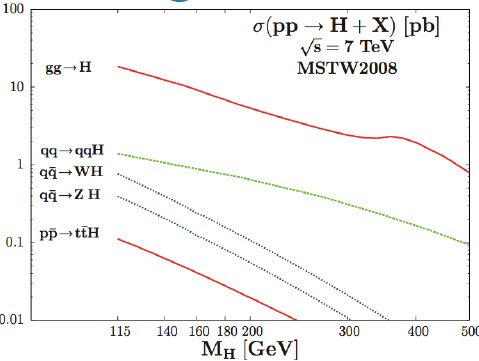 100
σ(pp → H + X) [pb]
√s = 7 TeV
MSTW2008
gg → H
10
qq → qqH
1
qq̄ → WH
qq̄ → Z H
0.1
pp̄ → tt̄H
0.01
115 140 160 180 200 300 400 500
M_H [GeV]